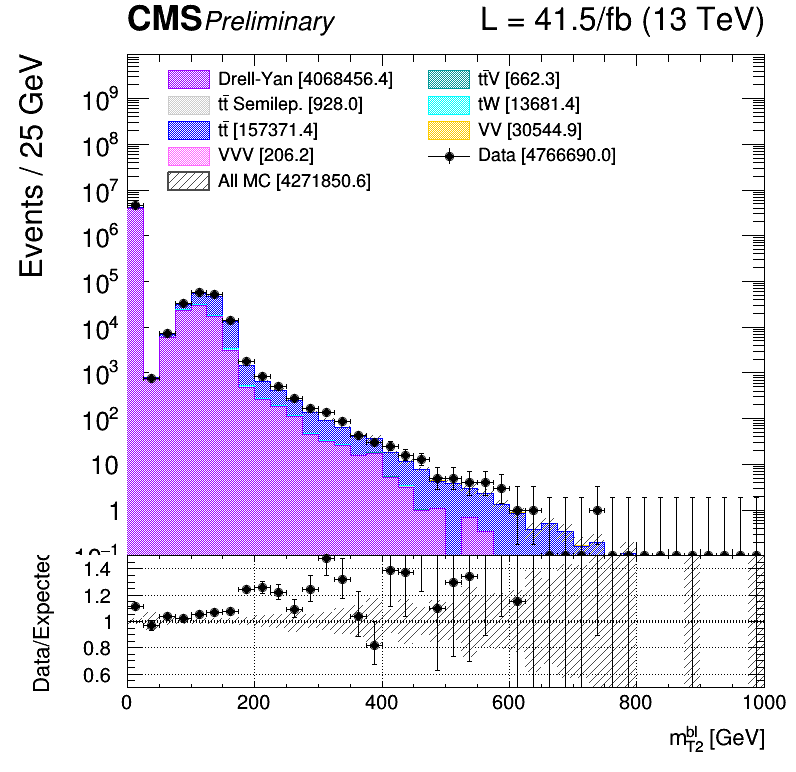 CMS Preliminary L = 41.5/fb (13 TeV)
Events / 25 GeV
Drell-Yan [4068456.4]
tt̄ Semilep. [928.0]
tt̄ [157371.4]
VVV [206.2]
All MC [4271850.6]
tt̄V [662.3]
tW [13681.4]
VV [30544.9]
Data [4766690.0]
10⁹
10⁸
10⁷
10⁶
10⁵
10⁴
10³
10²
10
1
10⁻¹
Data/Expected
1.4
1.2
1
0.8
0.6
0 200 400 600 800 1000
m_T2^bl [GeV]